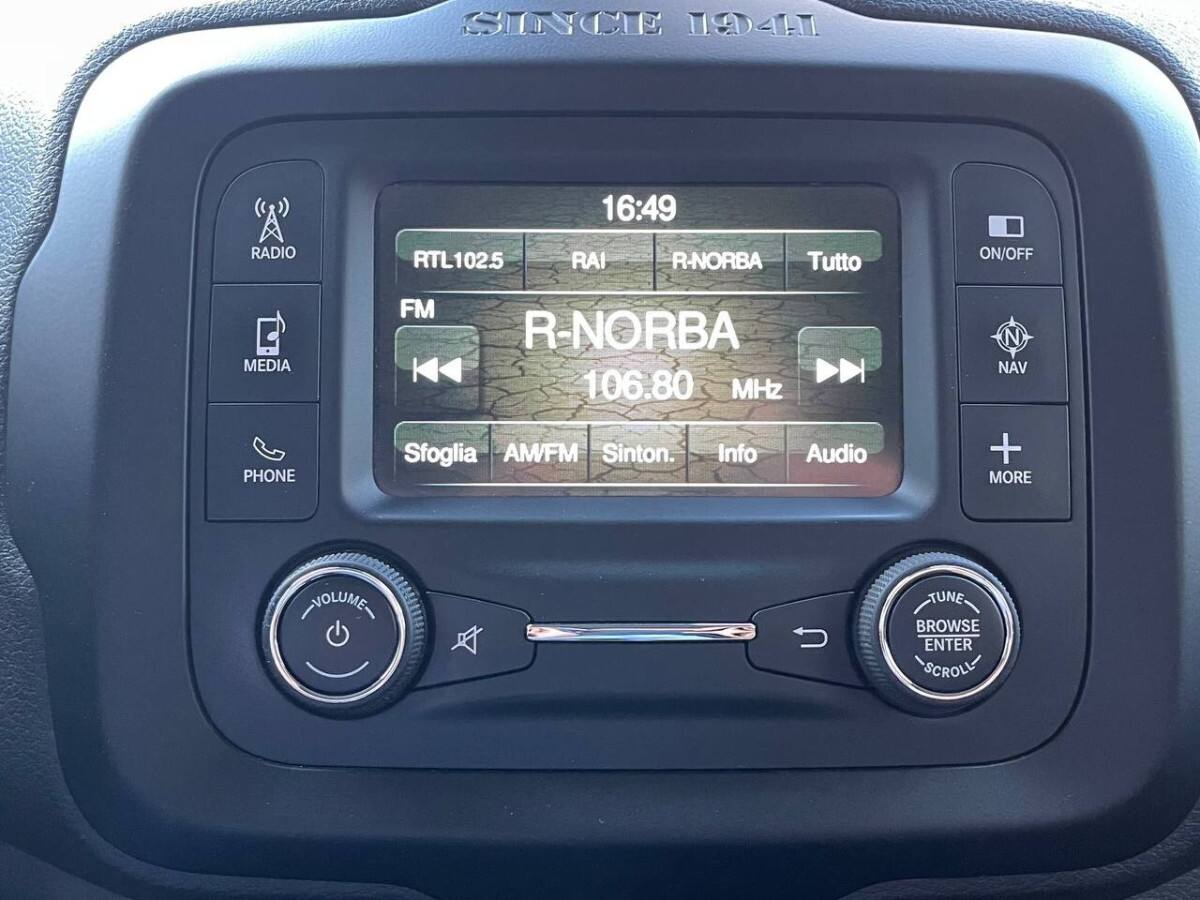 SINCE 1941
16:49
RTL102.5 RAI R-NORBA Tutto
FM
R-NORBA
106.80 MHz
Sfoglia AM/FM Sinton. Info Audio
RADIO
MEDIA
PHONE
ON/OFF
N
NAV
MORE
VOLUME
TUNE
BROWSE
ENTER
SCROLL